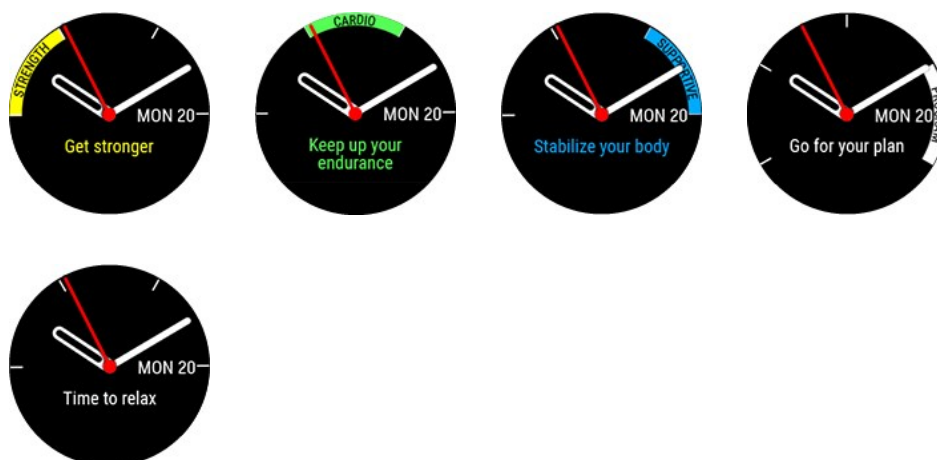 STRENGTH
MON 20
Get stronger
CARDIO
MON 20
Keep up your
endurance
SUPPORTIVE
MON 20
Stabilize your body
MON 20
Go for your plan
MON 20
Time to relax